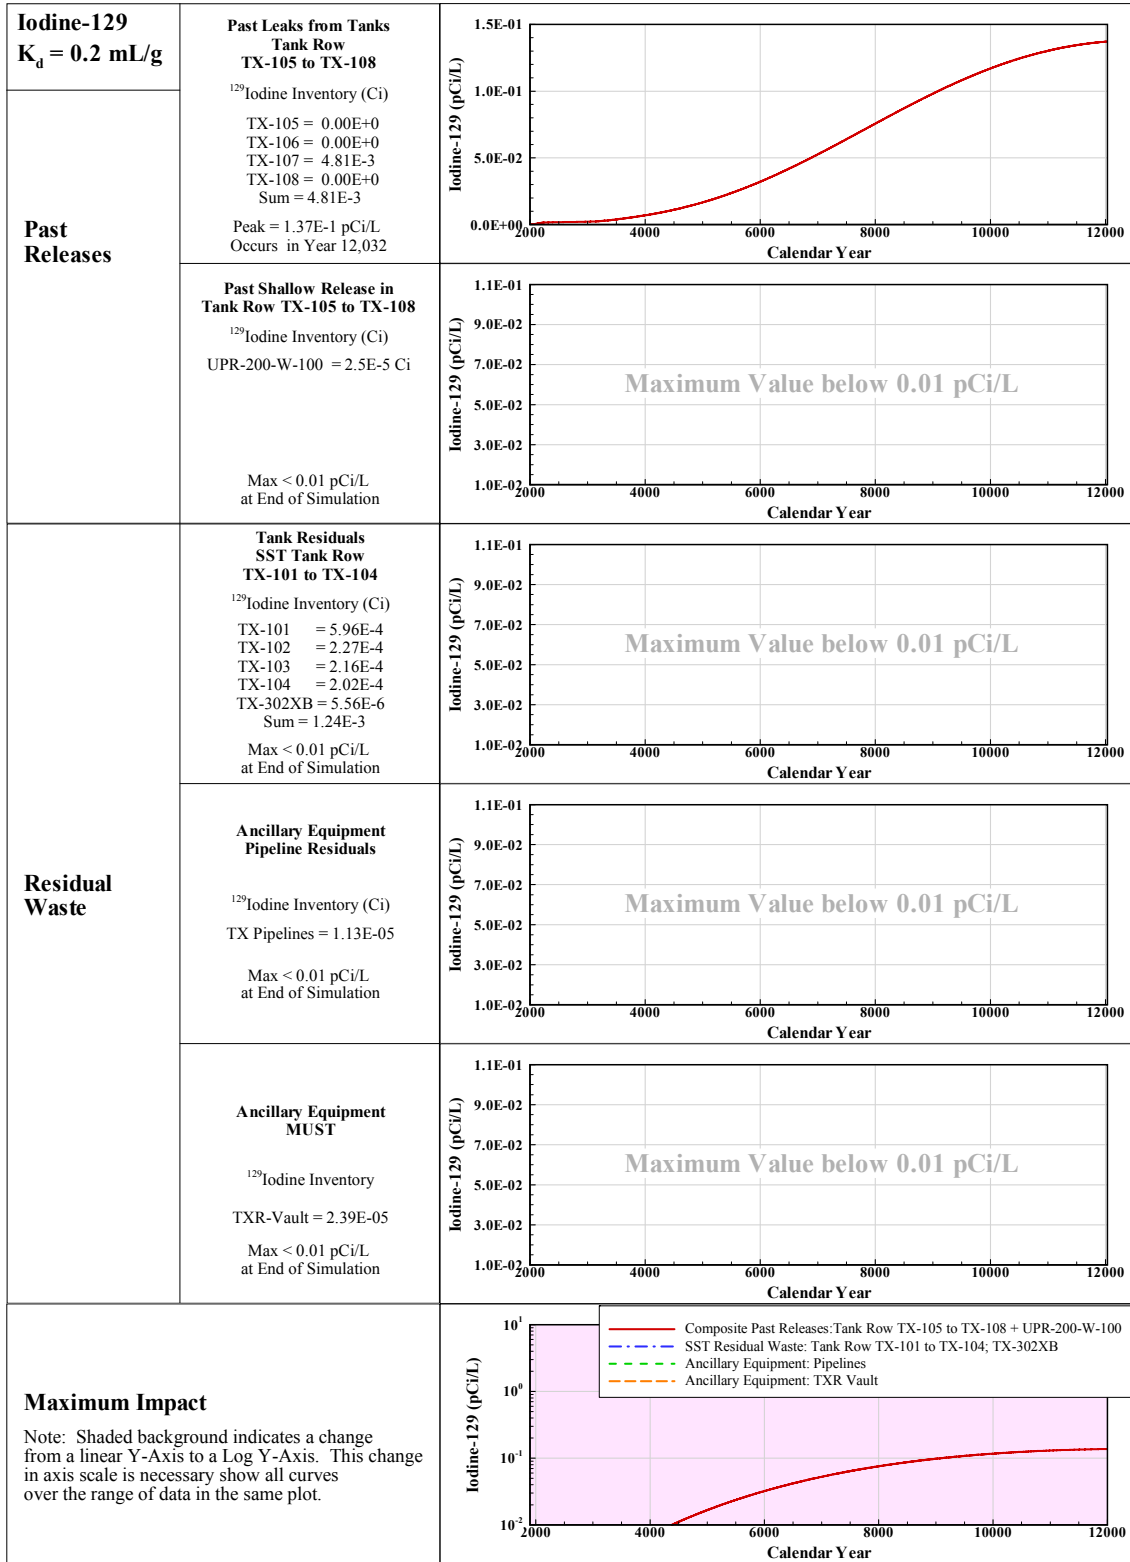 Iodine-129
K_d = 0.2 mL/g
Past Releases
Past Leaks from Tanks
Tank Row
TX-105 to TX-108
¹²⁹Iodine Inventory (Ci)
TX-105 = 0.00E+0
TX-106 = 0.00E+0
TX-107 = 4.81E-3
TX-108 = 0.00E+0
Sum = 4.81E-3
Peak = 1.37E-1 pCi/L
Occurs in Year 12,032
Iodine-129 (pCi/L)
1.5E-01
1.0E-01
5.0E-02
0.0E+00
2000 4000 6000 8000 10000 12000
Calendar Year
Past Shallow Release in
Tank Row TX-105 to TX-108
¹²⁹Iodine Inventory (Ci)
UPR-200-W-100 = 2.5E-5 Ci
Max < 0.01 pCi/L
at End of Simulation
Iodine-129 (pCi/L)
1.1E-01
9.0E-02
7.0E-02
5.0E-02
3.0E-02
1.0E-02
Maximum Value below 0.01 pCi/L
2000 4000 6000 8000 10000 12000
Calendar Year
Residual
Waste
Tank Residuals
SST Tank Row
TX-101 to TX-104
¹²⁹Iodine Inventory (Ci)
TX-101 = 5.96E-4
TX-102 = 2.27E-4
TX-103 = 2.16E-4
TX-104 = 2.02E-4
TX-302XB = 5.56E-6
Sum = 1.24E-3
Max < 0.01 pCi/L
at End of Simulation
Iodine-129 (pCi/L)
1.1E-01
9.0E-02
7.0E-02
5.0E-02
3.0E-02
1.0E-02
Maximum Value below 0.01 pCi/L
2000 4000 6000 8000 10000 12000
Calendar Year
Ancillary Equipment
Pipeline Residuals
¹²⁹Iodine Inventory (Ci)
TX Pipelines = 1.13E-05
Max < 0.01 pCi/L
at End of Simulation
Iodine-129 (pCi/L)
1.1E-01
9.0E-02
7.0E-02
5.0E-02
3.0E-02
1.0E-02
Maximum Value below 0.01 pCi/L
2000 4000 6000 8000 10000 12000
Calendar Year
Ancillary Equipment
MUST
¹²⁹Iodine Inventory
TXR-Vault = 2.39E-05
Max < 0.01 pCi/L
at End of Simulation
Iodine-129 (pCi/L)
1.1E-01
9.0E-02
7.0E-02
5.0E-02
3.0E-02
1.0E-02
Maximum Value below 0.01 pCi/L
2000 4000 6000 8000 10000 12000
Calendar Year
Maximum Impact
Note: Shaded background indicates a change
from a linear Y-Axis to a Log Y-Axis. This change
in axis scale is necessary show all curves
over the range of data in the same plot.
Iodine-129 (pCi/L)
10¹
10⁰
10⁻¹
10⁻²
Composite Past Releases:Tank Row TX-105 to TX-108 + UPR-200-W-100
SST Residual Waste: Tank Row TX-101 to TX-104; TX-302XB
Ancillary Equipment: Pipelines
Ancillary Equipment: TXR Vault
2000 4000 6000 8000 10000 12000
Calendar Year